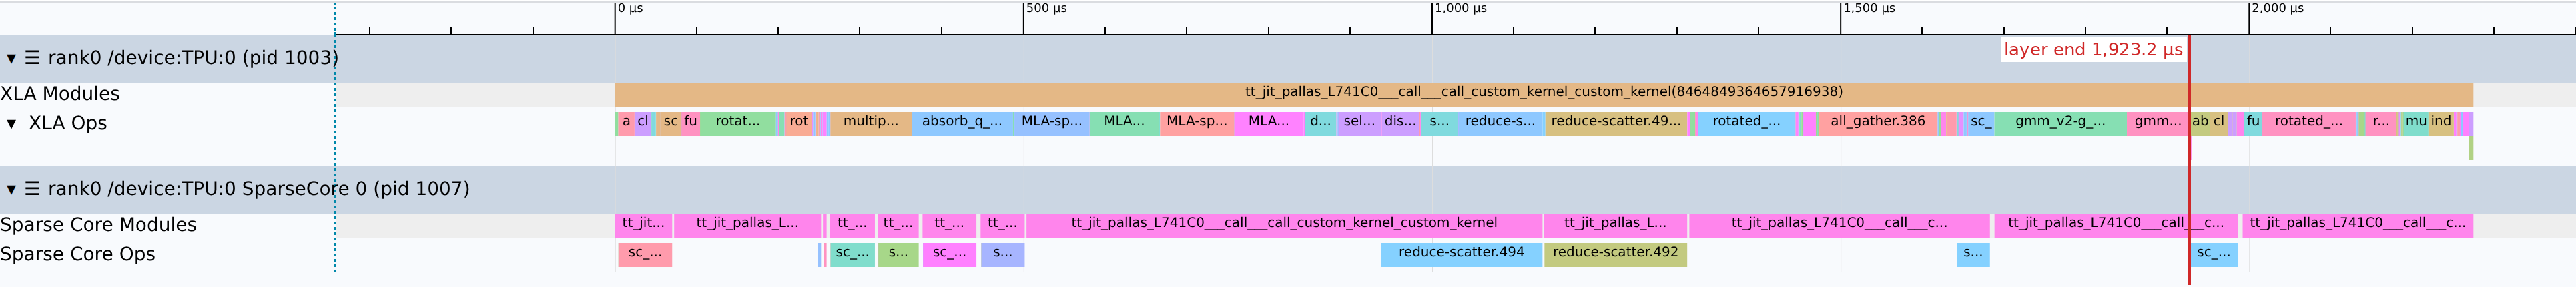 0 µs 500 µs 1,000 µs 1,500 µs 2,000 µs
▼ ☰ rank0 /device:TPU:0 (pid 1003)
layer end 1,923.2 µs
XLA Modules tt_jit_pallas_L741C0___call___call_custom_kernel_custom_kernel(8464849364657916938)
▼ XLA Ops a cl sc fu rotat... rot multip... absorb_q_... MLA-sp... MLA... MLA-sp... MLA... d... sel... dis... s... reduce-s... reduce-scatter.49... rotated_... all_gather.386 sc_ gmm_v2-g_... gmm... ab cl fu rotated_... r... mu ind
▼ ☰ rank0 /device:TPU:0 SparseCore 0 (pid 1007)
Sparse Core Modules tt_jit... tt_jit_pallas_L... tt_... tt_... tt_... tt_... tt_jit_pallas_L741C0___call___call_custom_kernel_custom_kernel tt_jit_pallas_L... tt_jit_pallas_L741C0___call___c... tt_jit_pallas_L741C0___call___c... tt_jit_pallas_L741C0___call___c...
Sparse Core Ops sc_... sc_... s... sc_... s... reduce-scatter.494 reduce-scatter.492 s... sc_...